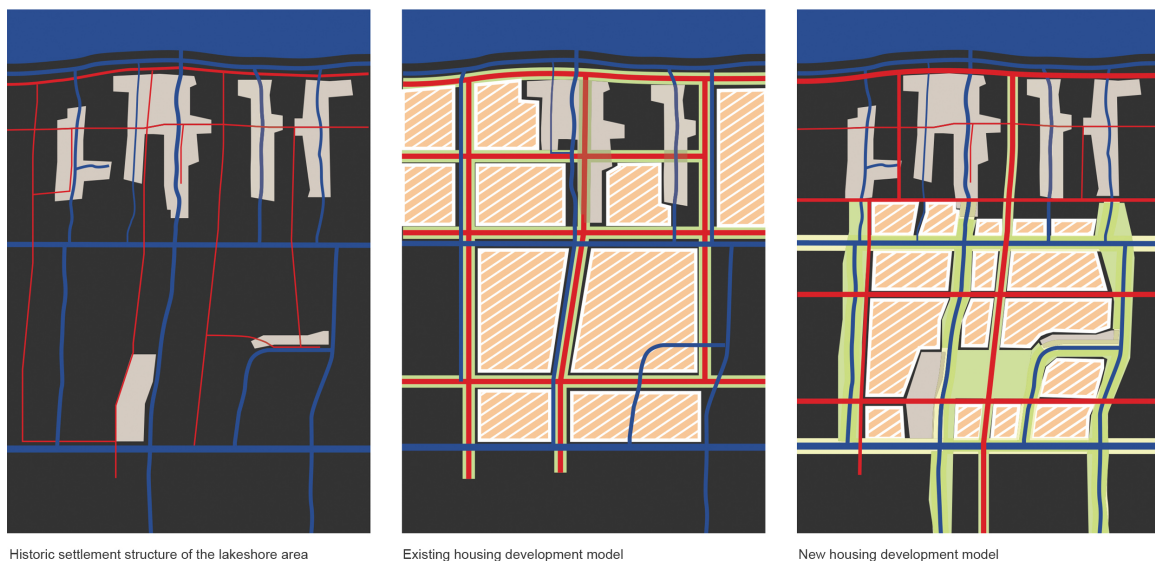 Historic settlement structure of the lakeshore area
Existing housing development model
New housing development model